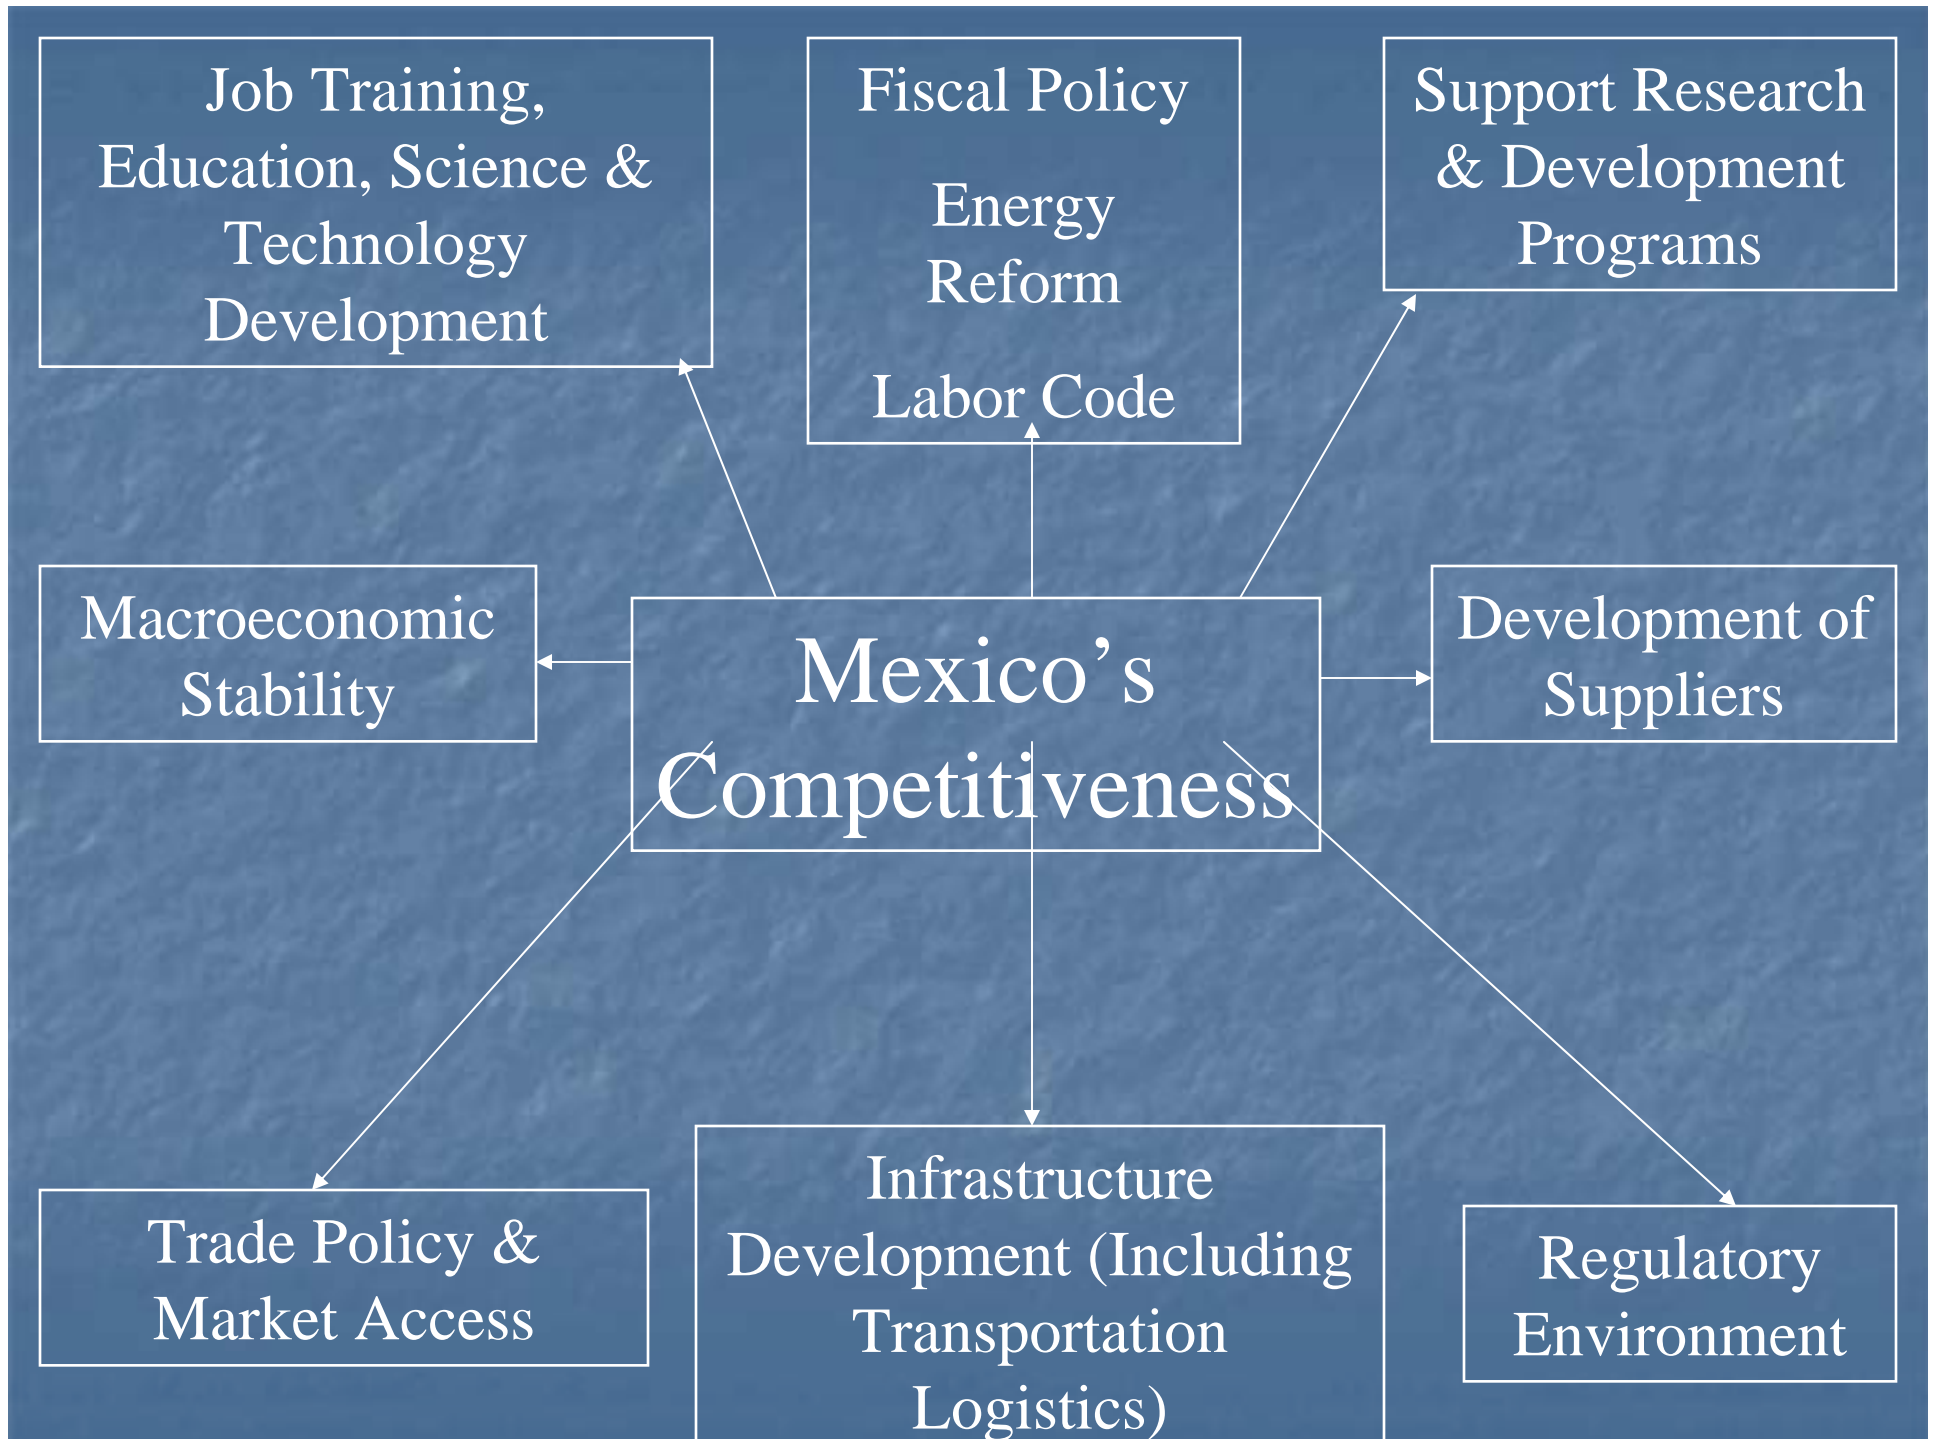 Job Training,
Education, Science &
Technology
Development
Fiscal Policy
Energy
Reform
Labor Code
Support Research
& Development
Programs
Macroeconomic
Stability
Mexico’s
Competitiveness
Development of
Suppliers
Trade Policy &
Market Access
Infrastructure
Development (Including
Transportation
Logistics)
Regulatory
Environment